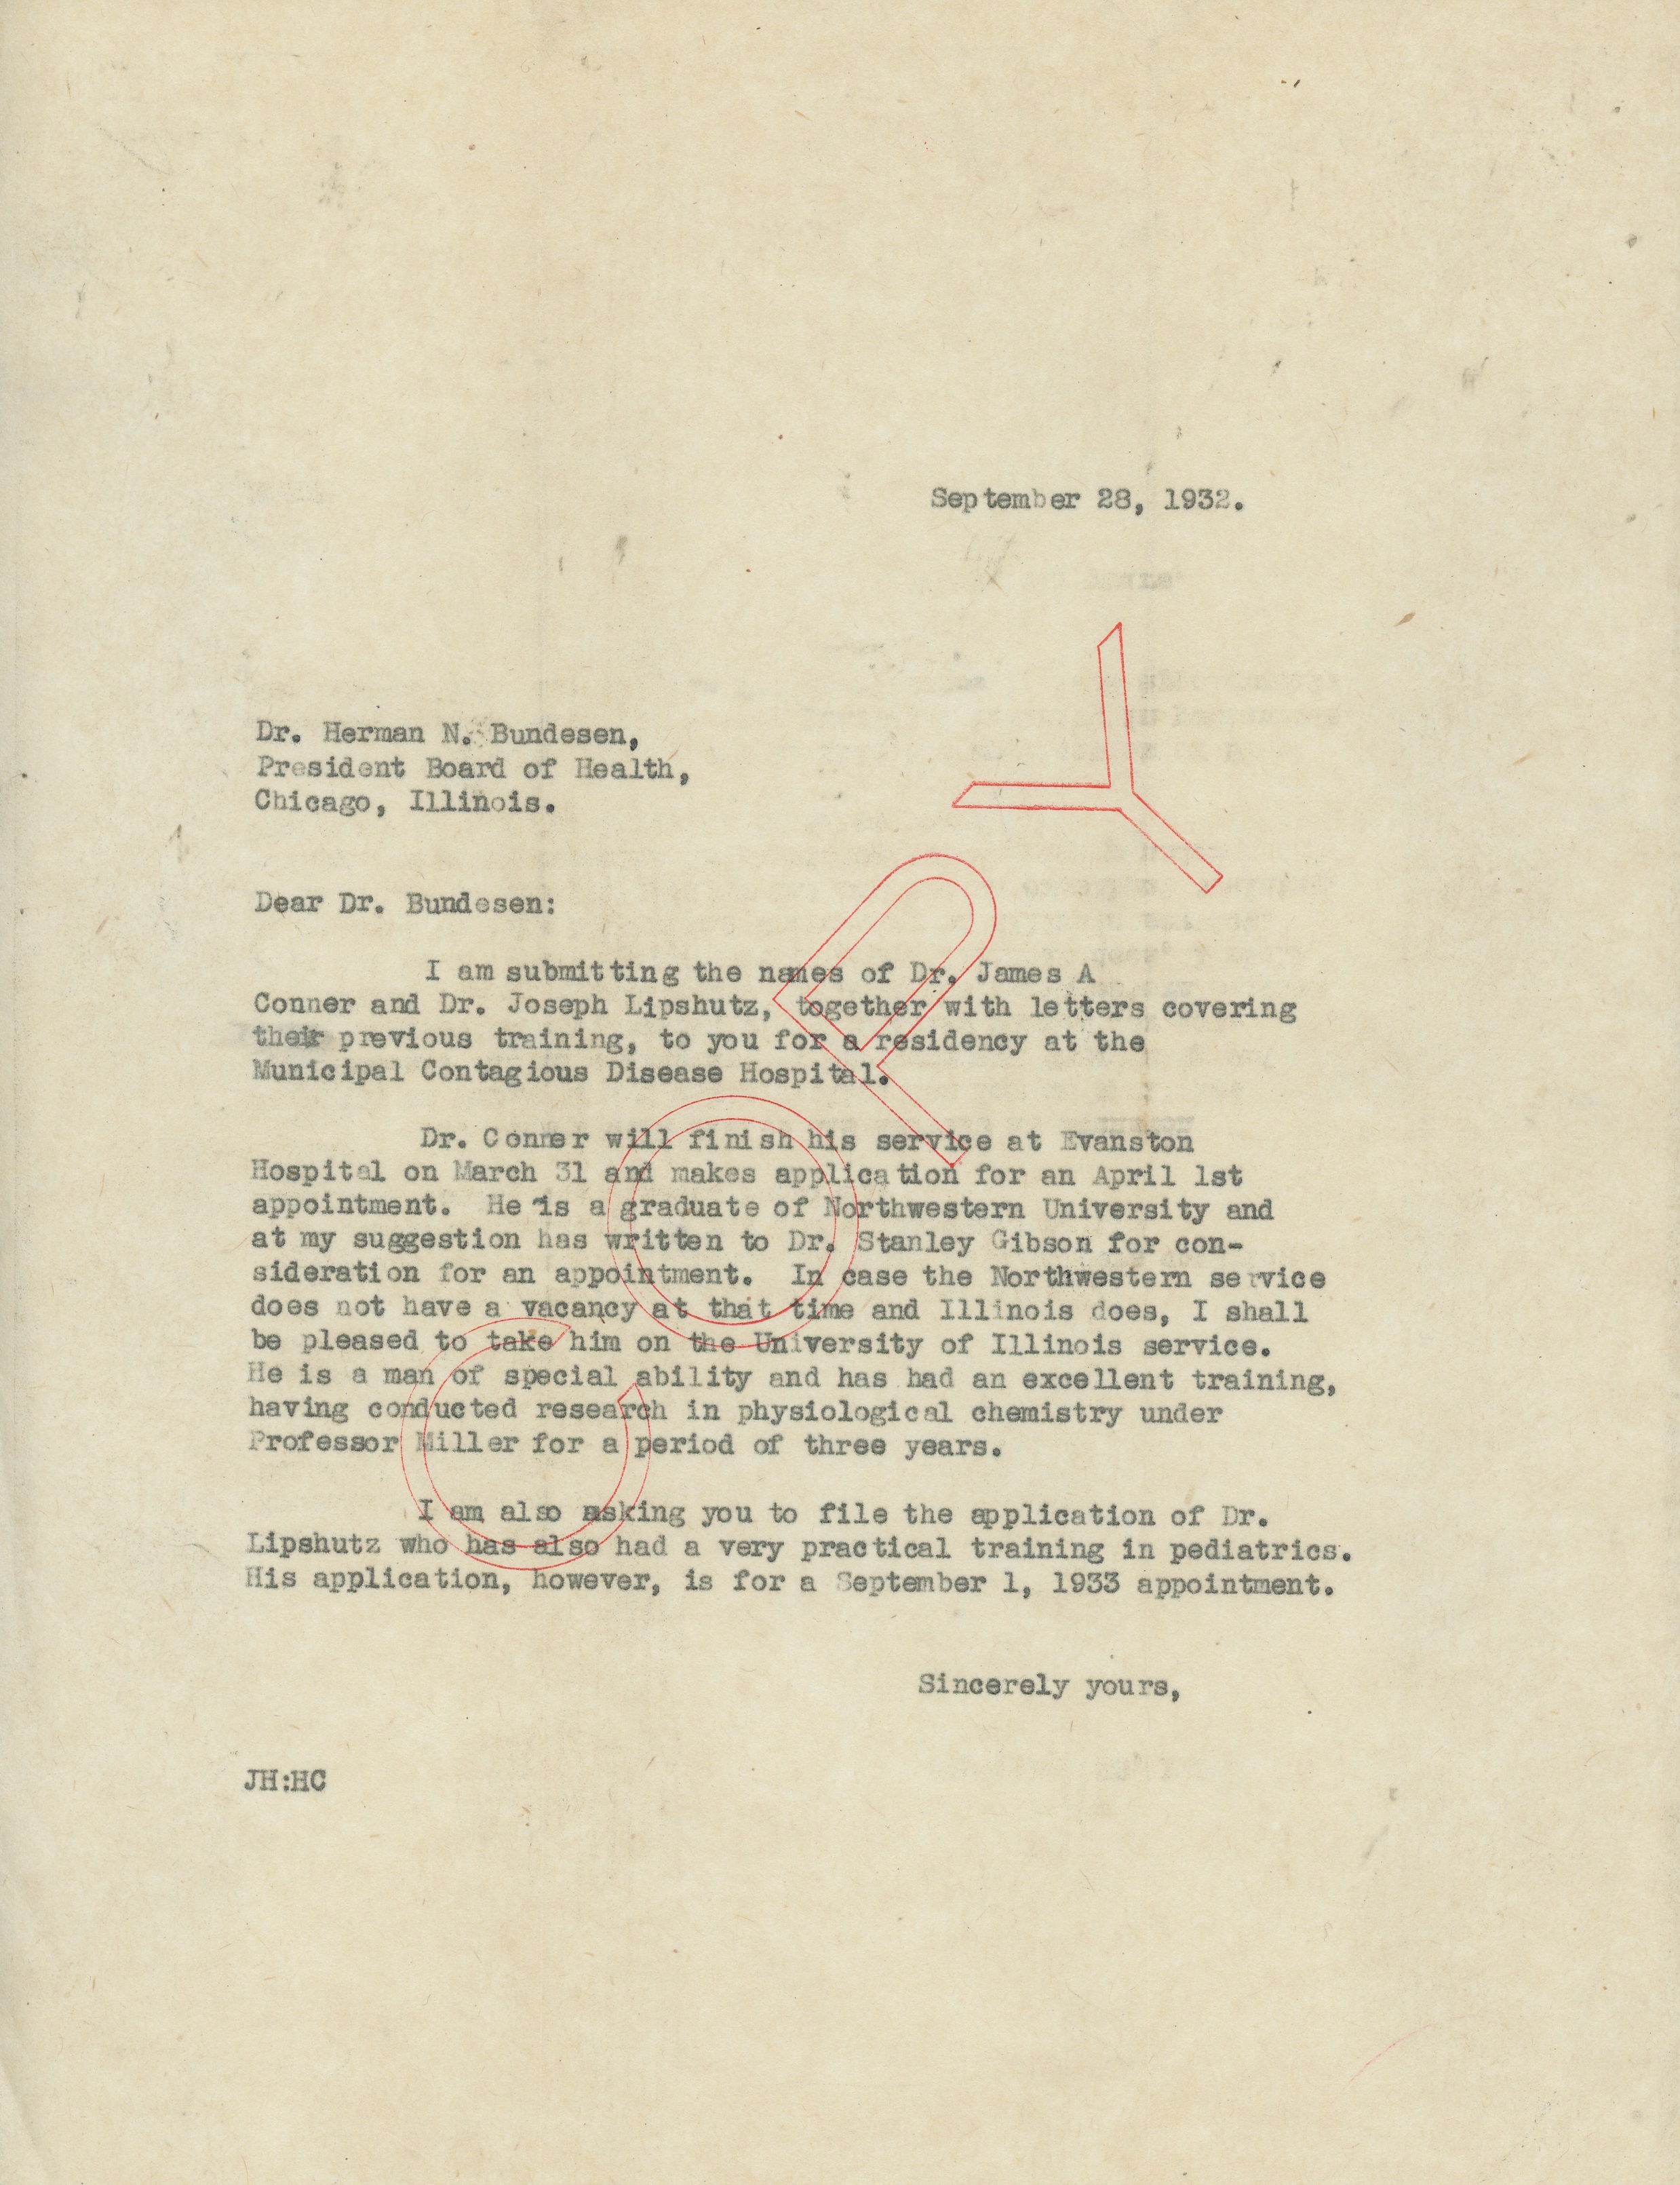 September 28, 1932.
Dr. Herman N. Bundesen,
President Board of Health,
Chicago, Illinois.
Dear Dr. Bundesen:
I am submitting the names of Dr. James A
Conner and Dr. Joseph Lipshutz, together with letters covering
their previous training, to you for a residency at the
Municipal Contagious Disease Hospital.
Dr. Conner will finish his service at Evanston
Hospital on March 31 and makes application for an April 1st
appointment. He is a graduate of Northwestern University and
at my suggestion has written to Dr. Stanley Gibson for con-
sideration for an appointment. In case the Northwestern service
does not have a vacancy at that time and Illinois does, I shall
be pleased to take him on the University of Illinois service.
He is a man of special ability and has had an excellent training,
having conducted research in physiological chemistry under
Professor Miller for a period of three years.
I am also asking you to file the application of Dr.
Lipshutz who has also had a very practical training in pediatrics.
His application, however, is for a September 1, 1933 appointment.
Sincerely yours,
JH:HC
COPY